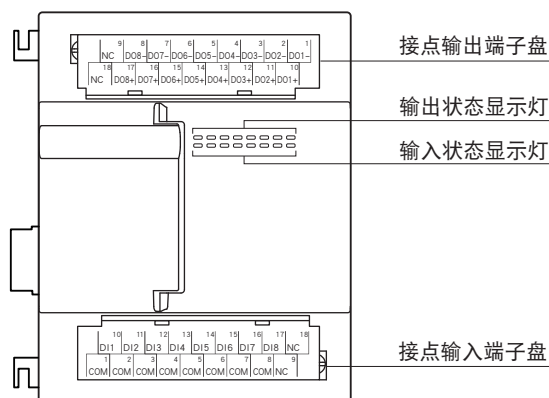 9 8 7 6 5 4 3 2 1
NC DO8- DO7- DO6- DO5- DO4- DO3- DO2- DO1-
18 17 16 15 14 13 12 11 10
NC DO8+ DO7+ DO6+ DO5+ DO4+ DO3+ DO2+ DO1+
接点输出端子盘
输出状态显示灯
输入状态显示灯
10 11 12 13 14 15 16 17 18
DI1 DI2 DI3 DI4 DI5 DI6 DI7 DI8 NC
1 2 3 4 5 6 7 8 9
COM COM COM COM COM COM COM COM NC
接点输入端子盘